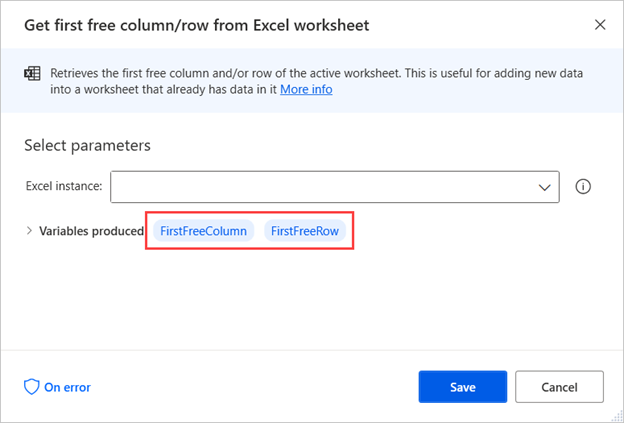 Get first free column/row from Excel worksheet
Retrieves the first free column and/or row of the active worksheet. This is useful for adding new data
into a worksheet that already has data in it More info
Select parameters
Excel instance:
Variables produced FirstFreeColumn FirstFreeRow
On error Save Cancel